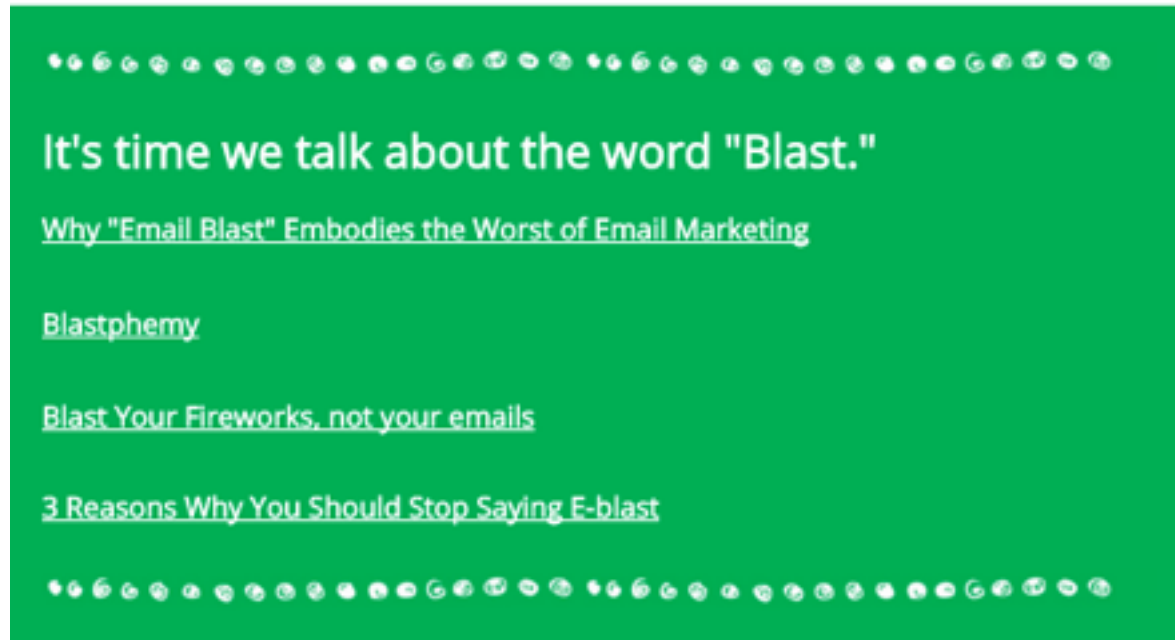 It's time we talk about the word "Blast."
Why "Email Blast" Embodies the Worst of Email Marketing
Blastphemy
Blast Your Fireworks, not your emails
3 Reasons Why You Should Stop Saying E-blast